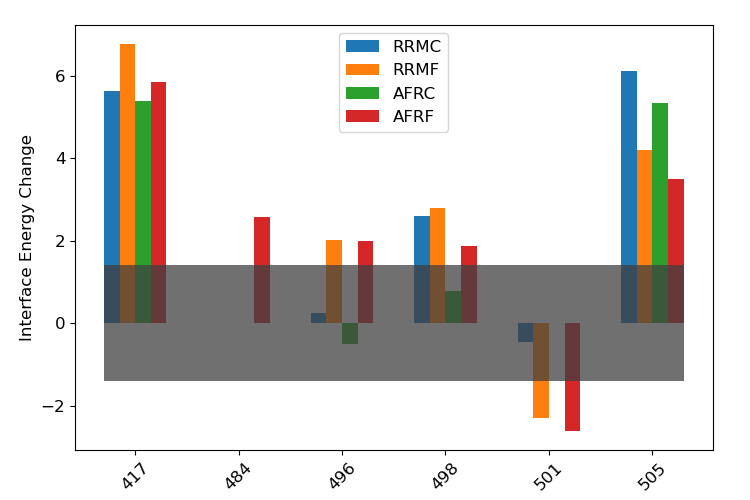 RRMC
RRMF
AFRC
AFRF
Interface Energy Change
6
4
2
0
−2
417
484
496
498
501
505